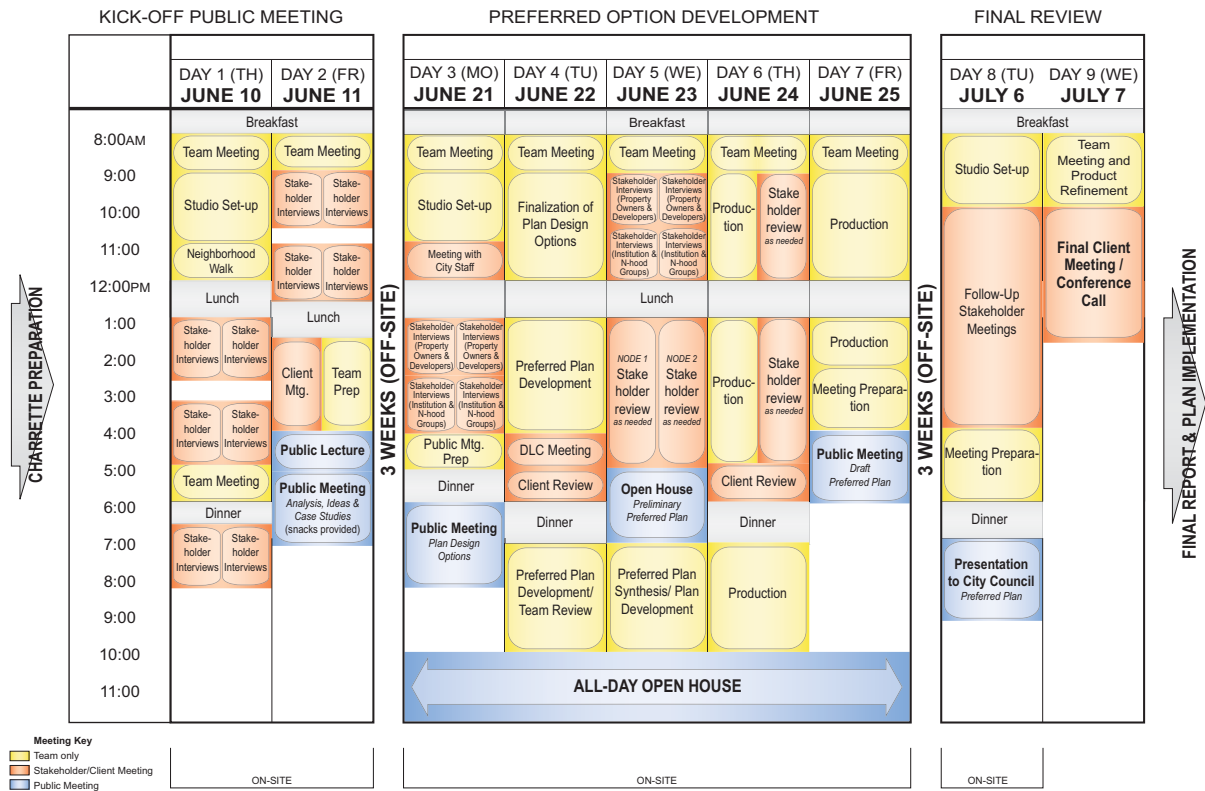 KICK-OFF PUBLIC MEETING
PREFERRED OPTION DEVELOPMENT
FINAL REVIEW
DAY 1 (TH)
JUNE 10
DAY 2 (FR)
JUNE 11
DAY 3 (MO)
JUNE 21
DAY 4 (TU)
JUNE 22
DAY 5 (WE)
JUNE 23
DAY 6 (TH)
JUNE 24
DAY 7 (FR)
JUNE 25
DAY 8 (TU)
JULY 6
DAY 9 (WE)
JULY 7
8:00AM
9:00
10:00
11:00
12:00PM
1:00
2:00
3:00
4:00
5:00
6:00
7:00
8:00
9:00
10:00
11:00
CHARRETTE PREPARATION
Breakfast
Team Meeting
Studio Set-up
Neighborhood
Walk
Lunch
Stake-
holder
Interviews
Stake-
holder
Interviews
Stake-
holder
Interviews
Stake-
holder
Interviews
Team Meeting
Dinner
Stake-
holder
Interviews
Stake-
holder
Interviews
Team Meeting
Stake-
holder
Interviews
Stake-
holder
Interviews
Stake-
holder
Interviews
Stake-
holder
Interviews
Lunch
Client
Mtg.
Team
Prep
Public Lecture
Public Meeting
Analysis, Ideas &
Case Studies
(snacks provided)
3 WEEKS (OFF-SITE)
Breakfast
Team Meeting
Studio Set-up
Meeting with
City Staff
Lunch
Stakeholder
Interviews
(Property
Owners &
Developers)
Stakeholder
Interviews
(Property
Owners &
Developers)
Stakeholder
Interviews
(Institution &
N-hood
Groups)
Stakeholder
Interviews
(Institution &
N-hood
Groups)
Public Mtg.
Prep
Dinner
Public Meeting
Plan Design
Options
Team Meeting
Finalization of
Plan Design
Options
Preferred Plan
Development
DLC Meeting
Client Review
Dinner
Preferred Plan
Development/
Team Review
Team Meeting
Stakeholder
Interviews
(Property
Owners &
Developers)
Stakeholder
Interviews
(Property
Owners &
Developers)
Stakeholder
Interviews
(Institution &
N-hood
Groups)
Stakeholder
Interviews
(Institution &
N-hood
Groups)
NODE 1
Stake
holder
review
as needed
NODE 2
Stake
holder
review
as needed
Open House
Preliminary
Preferred Plan
Preferred Plan
Synthesis/ Plan
Development
Team Meeting
Produc-
tion
Stake
holder
review
as needed
Produc-
tion
Stake
holder
review
as needed
Client Review
Dinner
Production
Team Meeting
Production
Production
Meeting Prepara-
tion
Public Meeting
Draft
Preferred Plan
ALL-DAY OPEN HOUSE
3 WEEKS (OFF-SITE)
Breakfast
Studio Set-up
Follow-Up
Stakeholder
Meetings
Meeting Prepara-
tion
Dinner
Presentation
to City Council
Preferred Plan
Team
Meeting and
Product
Refinement
Final Client
Meeting /
Conference
Call
FINAL REPORT & PLAN IMPLEMENTATION
Meeting Key
Team only
Stakeholder/Client Meeting
Public Meeting
ON-SITE
ON-SITE
ON-SITE